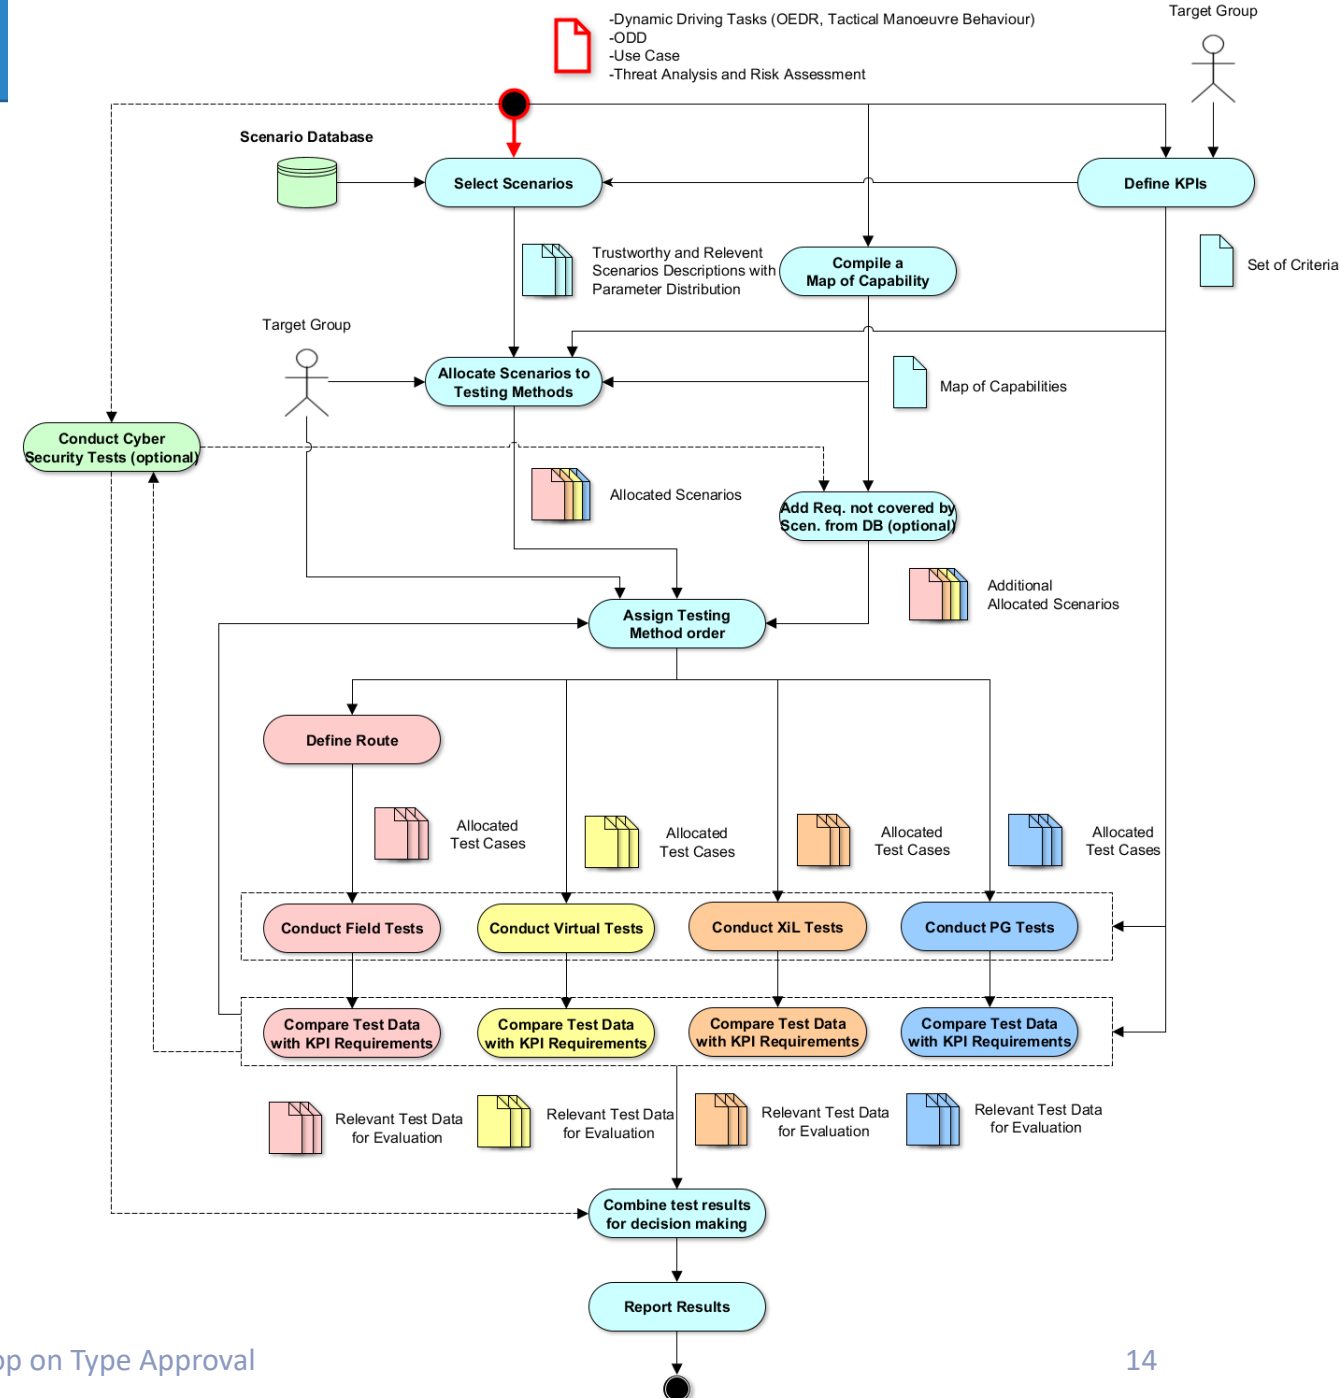 Target Group
-Dynamic Driving Tasks (OEDR, Tactical Manoeuvre Behaviour)
-ODD
-Use Case
-Threat Analysis and Risk Assessment
Scenario Database
Select Scenarios
Define KPIs
Trustworthy and Relevent
Scenarios Descriptions with
Parameter Distribution
Compile a
Map of Capability
Set of Criteria
Target Group
Allocate Scenarios to
Testing Methods
Map of Capabilities
Conduct Cyber
Security Tests (optional)
Allocated Scenarios
Add Req. not covered by
Scen. from DB (optional)
Additional
Allocated Scenarios
Assign Testing
Method order
Define Route
Allocated
Test Cases
Allocated
Test Cases
Allocated
Test Cases
Allocated
Test Cases
Conduct Field Tests
Conduct Virtual Tests
Conduct XiL Tests
Conduct PG Tests
Compare Test Data
with KPI Requirements
Compare Test Data
with KPI Requirements
Compare Test Data
with KPI Requirements
Compare Test Data
with KPI Requirements
Relevant Test Data
for Evaluation
Relevant Test Data
for Evaluation
Relevant Test Data
for Evaluation
Relevant Test Data
for Evaluation
Combine test results
for decision making
Report Results
op on Type Approval
14